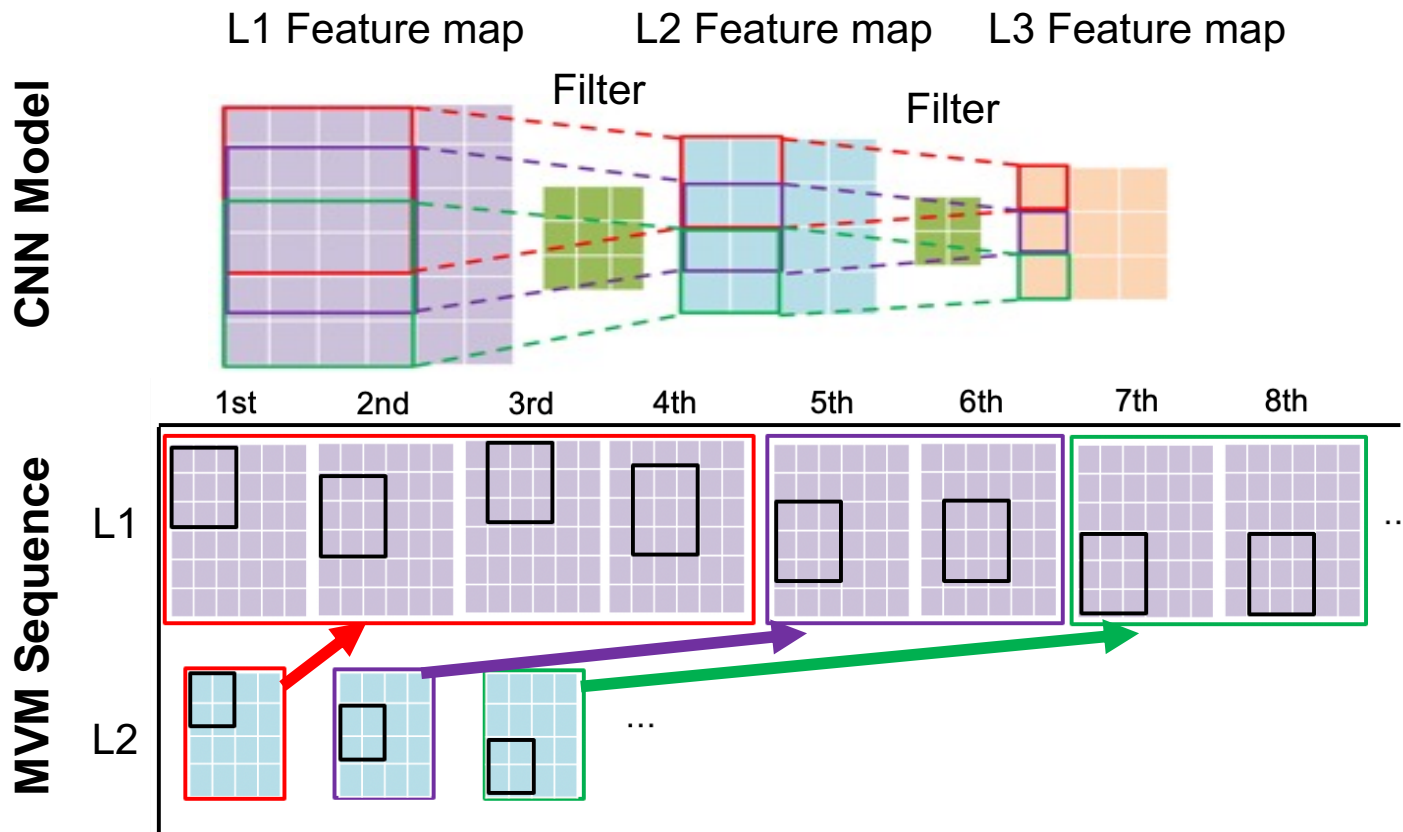 L1 Feature map L2 Feature map L3 Feature map
Filter Filter
CNN Model
1st 2nd 3rd 4th 5th 6th 7th 8th
MVM Sequence
L1
..
L2
...